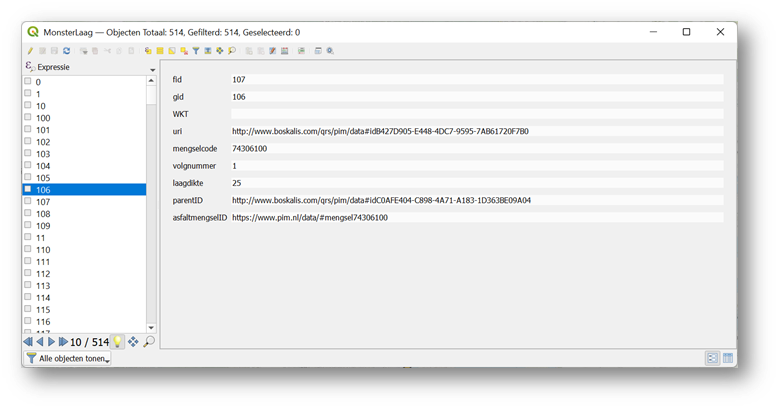 MonsterLaag — Objecten Totaal: 514, Gefilterd: 514, Geselecteerd: 0
Expressie
0
1
10
100
101
102
103
104
105
106
107
108
109
11
110
111
112
113
114
115
116
117
fid 107
gid 106
WKT
uri http://www.boskalis.com/qrs/pim/data#idB427D905-E448-4DC7-9595-7AB61720F7B0
mengselcode 74306100
volgnummer 1
laagdikte 25
parentID http://www.boskalis.com/qrs/pim/data#idC0AFE404-C898-4A71-A183-1D363BE09A04
asfaltmengselID https://www.pim.nl/data/#mengsel74306100
10 / 514
Alle objecten tonen